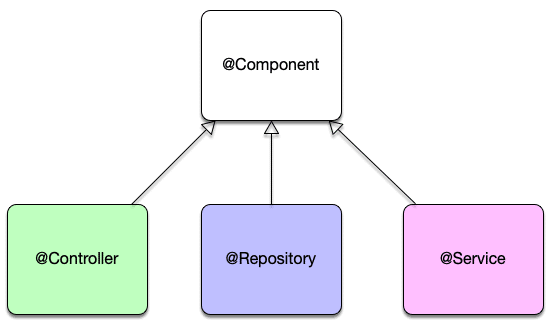 @Component
@Controller
@Repository
@Service